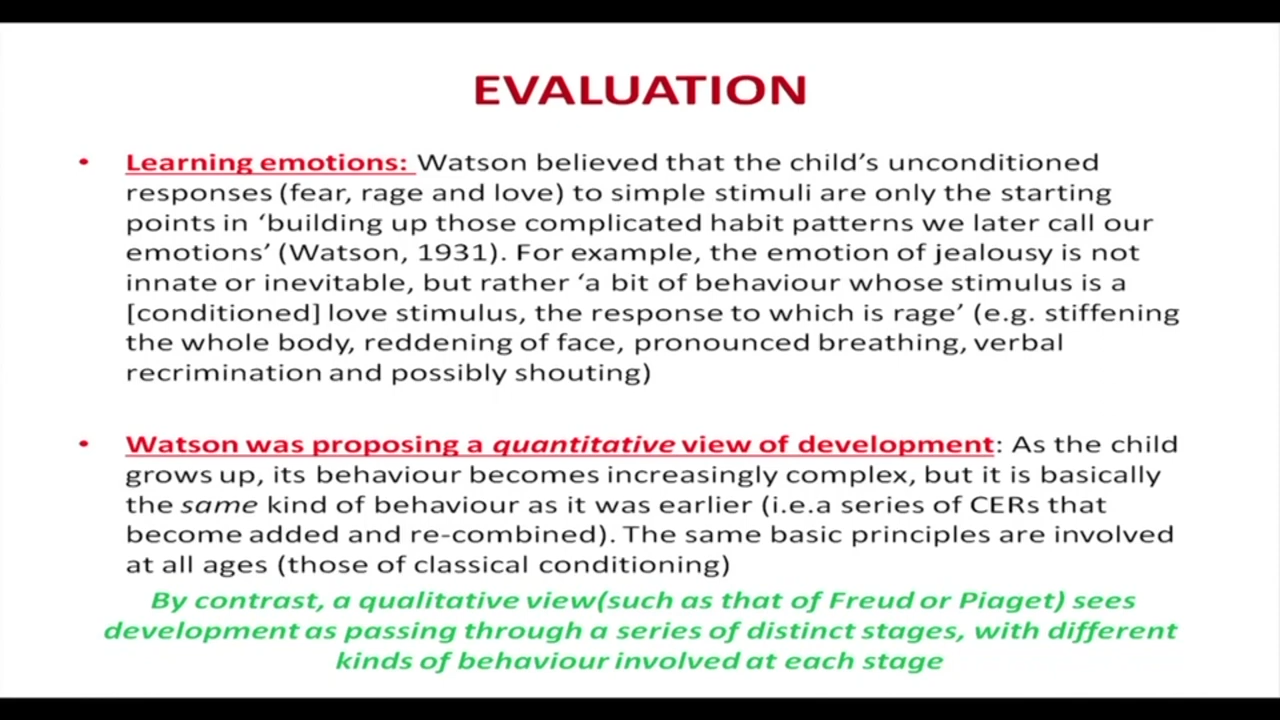 EVALUATION
• Learning emotions: Watson believed that the child's unconditioned
responses (fear, rage and love) to simple stimuli are only the starting
points in 'building up those complicated habit patterns we later call our
emotions' (Watson, 1931). For example, the emotion of jealousy is not
innate or inevitable, but rather 'a bit of behaviour whose stimulus is a
[conditioned] love stimulus, the response to which is rage' (e.g. stiffening
the whole body, reddening of face, pronounced breathing, verbal
recrimination and possibly shouting)
• Watson was proposing a quantitative view of development: As the child
grows up, its behaviour becomes increasingly complex, but it is basically
the same kind of behaviour as it was earlier (i.e.a series of CERs that
become added and re-combined). The same basic principles are involved
at all ages (those of classical conditioning)
By contrast, a qualitative view(such as that of Freud or Piaget) sees
development as passing through a series of distinct stages, with different
kinds of behaviour involved at each stage